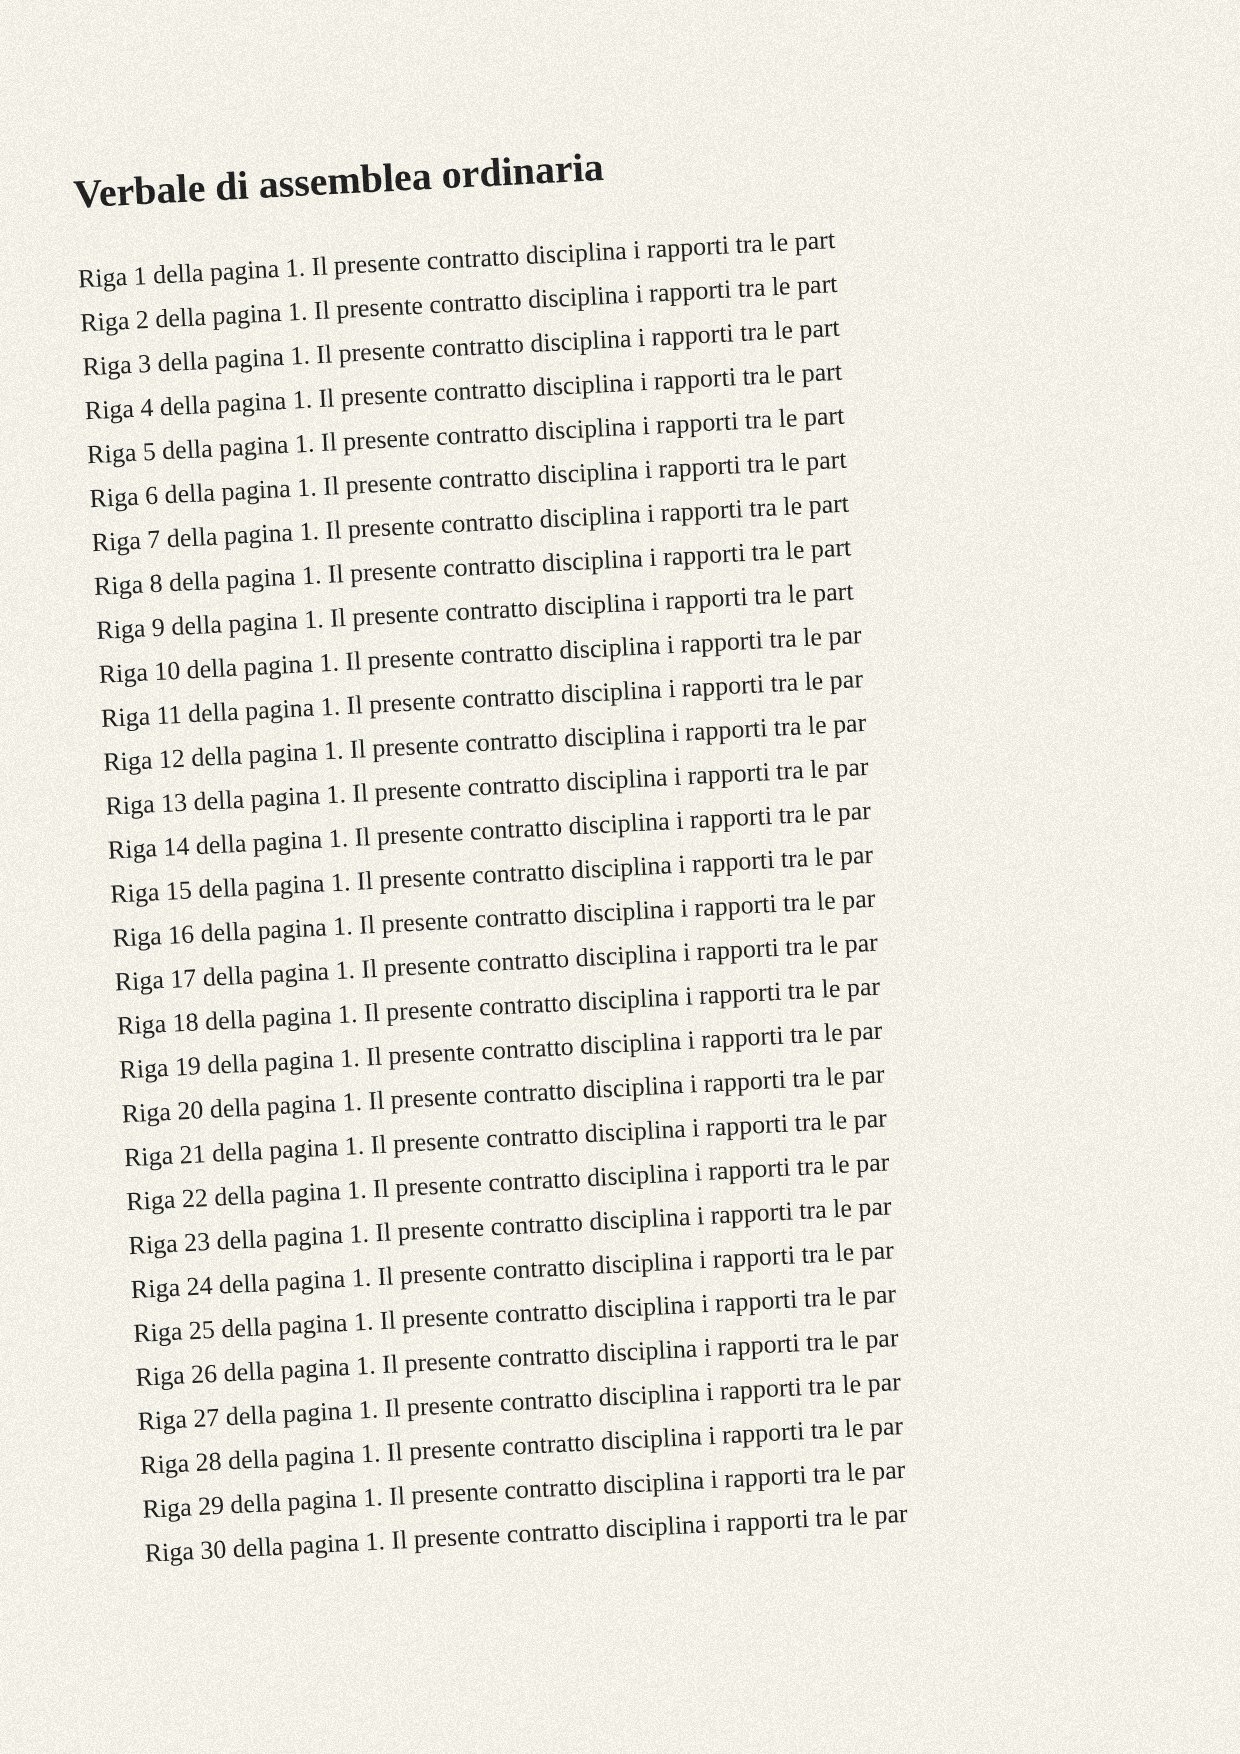 Verbale di assemblea ordinaria
Riga 1 della pagina 1. Il presente contratto disciplina i rapporti tra le part
Riga 2 della pagina 1. Il presente contratto disciplina i rapporti tra le part
Riga 3 della pagina 1. Il presente contratto disciplina i rapporti tra le part
Riga 4 della pagina 1. Il presente contratto disciplina i rapporti tra le part
Riga 5 della pagina 1. Il presente contratto disciplina i rapporti tra le part
Riga 6 della pagina 1. Il presente contratto disciplina i rapporti tra le part
Riga 7 della pagina 1. Il presente contratto disciplina i rapporti tra le part
Riga 8 della pagina 1. Il presente contratto disciplina i rapporti tra le part
Riga 9 della pagina 1. Il presente contratto disciplina i rapporti tra le part
Riga 10 della pagina 1. Il presente contratto disciplina i rapporti tra le par
Riga 11 della pagina 1. Il presente contratto disciplina i rapporti tra le par
Riga 12 della pagina 1. Il presente contratto disciplina i rapporti tra le par
Riga 13 della pagina 1. Il presente contratto disciplina i rapporti tra le par
Riga 14 della pagina 1. Il presente contratto disciplina i rapporti tra le par
Riga 15 della pagina 1. Il presente contratto disciplina i rapporti tra le par
Riga 16 della pagina 1. Il presente contratto disciplina i rapporti tra le par
Riga 17 della pagina 1. Il presente contratto disciplina i rapporti tra le par
Riga 18 della pagina 1. Il presente contratto disciplina i rapporti tra le par
Riga 19 della pagina 1. Il presente contratto disciplina i rapporti tra le par
Riga 20 della pagina 1. Il presente contratto disciplina i rapporti tra le par
Riga 21 della pagina 1. Il presente contratto disciplina i rapporti tra le par
Riga 22 della pagina 1. Il presente contratto disciplina i rapporti tra le par
Riga 23 della pagina 1. Il presente contratto disciplina i rapporti tra le par
Riga 24 della pagina 1. Il presente contratto disciplina i rapporti tra le par
Riga 25 della pagina 1. Il presente contratto disciplina i rapporti tra le par
Riga 26 della pagina 1. Il presente contratto disciplina i rapporti tra le par
Riga 27 della pagina 1. Il presente contratto disciplina i rapporti tra le par
Riga 28 della pagina 1. Il presente contratto disciplina i rapporti tra le par
Riga 29 della pagina 1. Il presente contratto disciplina i rapporti tra le par
Riga 30 della pagina 1. Il presente contratto disciplina i rapporti tra le par